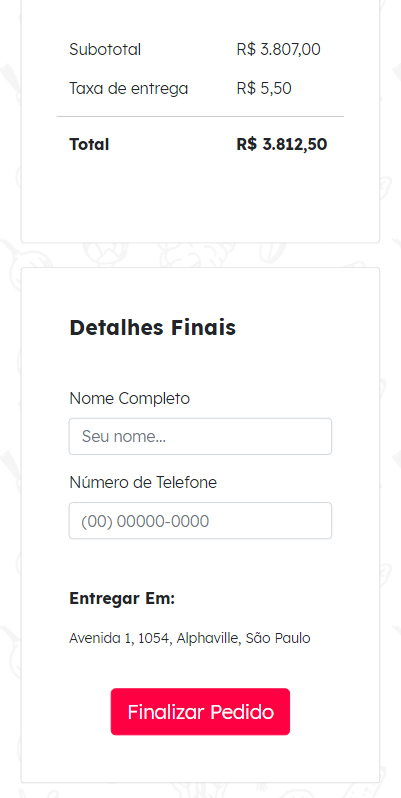 Subototal R$ 3.807,00
Taxa de entrega R$ 5,50
Total R$ 3.812,50
Detalhes Finais
Nome Completo
Seu nome...
Número de Telefone
(00) 00000-0000
Entregar Em:
Avenida 1, 1054, Alphaville, São Paulo
Finalizar Pedido